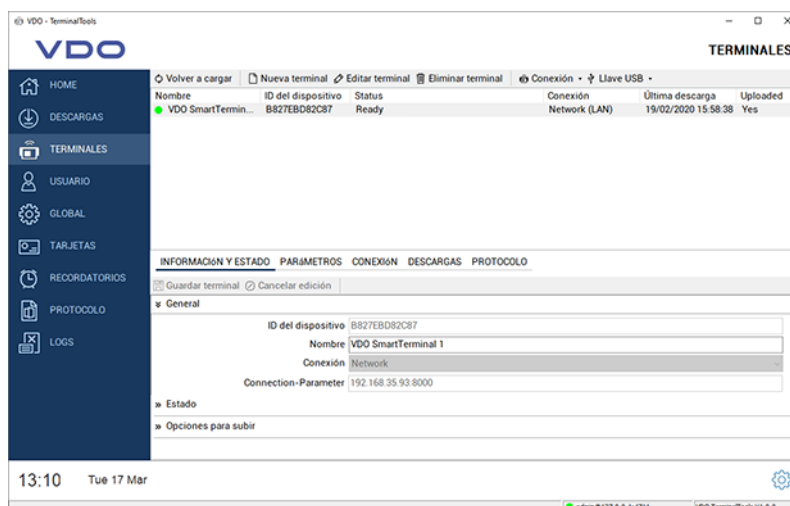 VDO - TerminalTools
VDO
TERMINALES
HOME
DESCARGAS
TERMINALES
USUARIO
GLOBAL
TARJETAS
RECORDATORIOS
PROTOCOLO
LOGS
Volver a cargar Nueva terminal Editar terminal Eliminar terminal Conexión Llave USB
Nombre ID del dispositivo Status Conexión Última descarga Uploaded
VDO SmartTermin... B827EBD82C87 Ready Network (LAN) 19/02/2020 15:58:38 Yes
INFORMACIóN Y ESTADO PARáMETROS CONEXIóN DESCARGAS PROTOCOLO
Guardar terminal Cancelar edición
General
ID del dispositivo B827EBD82C87
Nombre VDO SmartTerminal 1
Conexión Network
Connection-Parameter 192.168.35.93:8000
Estado
Opciones para subir
13:10 Tue 17 Mar